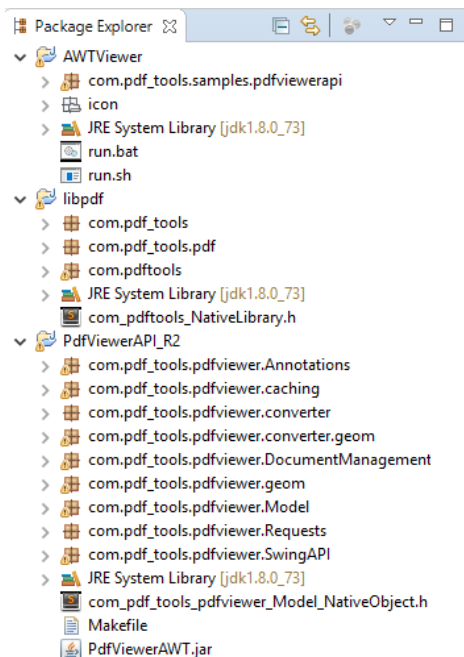 Package Explorer
AWTViewer
com.pdf_tools.samples.pdfviewerapi
icon
JRE System Library [jdk1.8.0_73]
run.bat
run.sh
libpdf
com.pdf_tools
com.pdf_tools.pdf
com.pdftools
JRE System Library [jdk1.8.0_73]
com_pdftools_NativeLibrary.h
PdfViewerAPI_R2
com.pdf_tools.pdfviewer.Annotations
com.pdf_tools.pdfviewer.caching
com.pdf_tools.pdfviewer.converter
com.pdf_tools.pdfviewer.converter.geom
com.pdf_tools.pdfviewer.DocumentManagement
com.pdf_tools.pdfviewer.geom
com.pdf_tools.pdfviewer.Model
com.pdf_tools.pdfviewer.Requests
com.pdf_tools.pdfviewer.SwingAPI
JRE System Library [jdk1.8.0_73]
com_pdf_tools_pdfviewer_Model_NativeObject.h
Makefile
PdfViewerAWT.jar